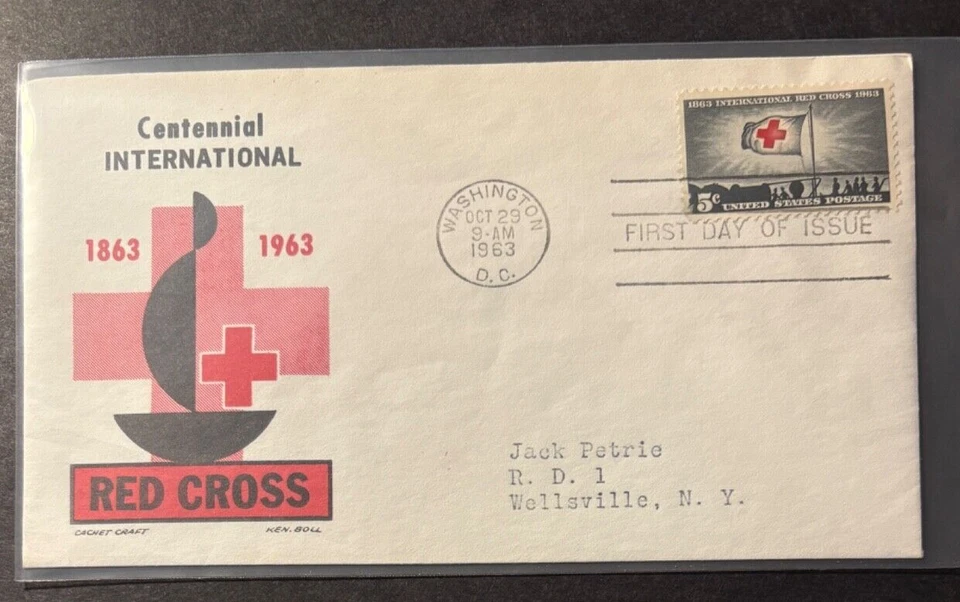 Centennial
INTERNATIONAL
1863 1963
RED CROSS
CACHET CRAFT KEN. BOLL
WASHINGTON
OCT 29
9-AM
1963
D.C.
1863 INTERNATIONAL RED CROSS 1963
5c UNITED STATES POSTAGE
FIRST DAY OF ISSUE
Jack Petrie
R. D. 1
Wellsville, N. Y.